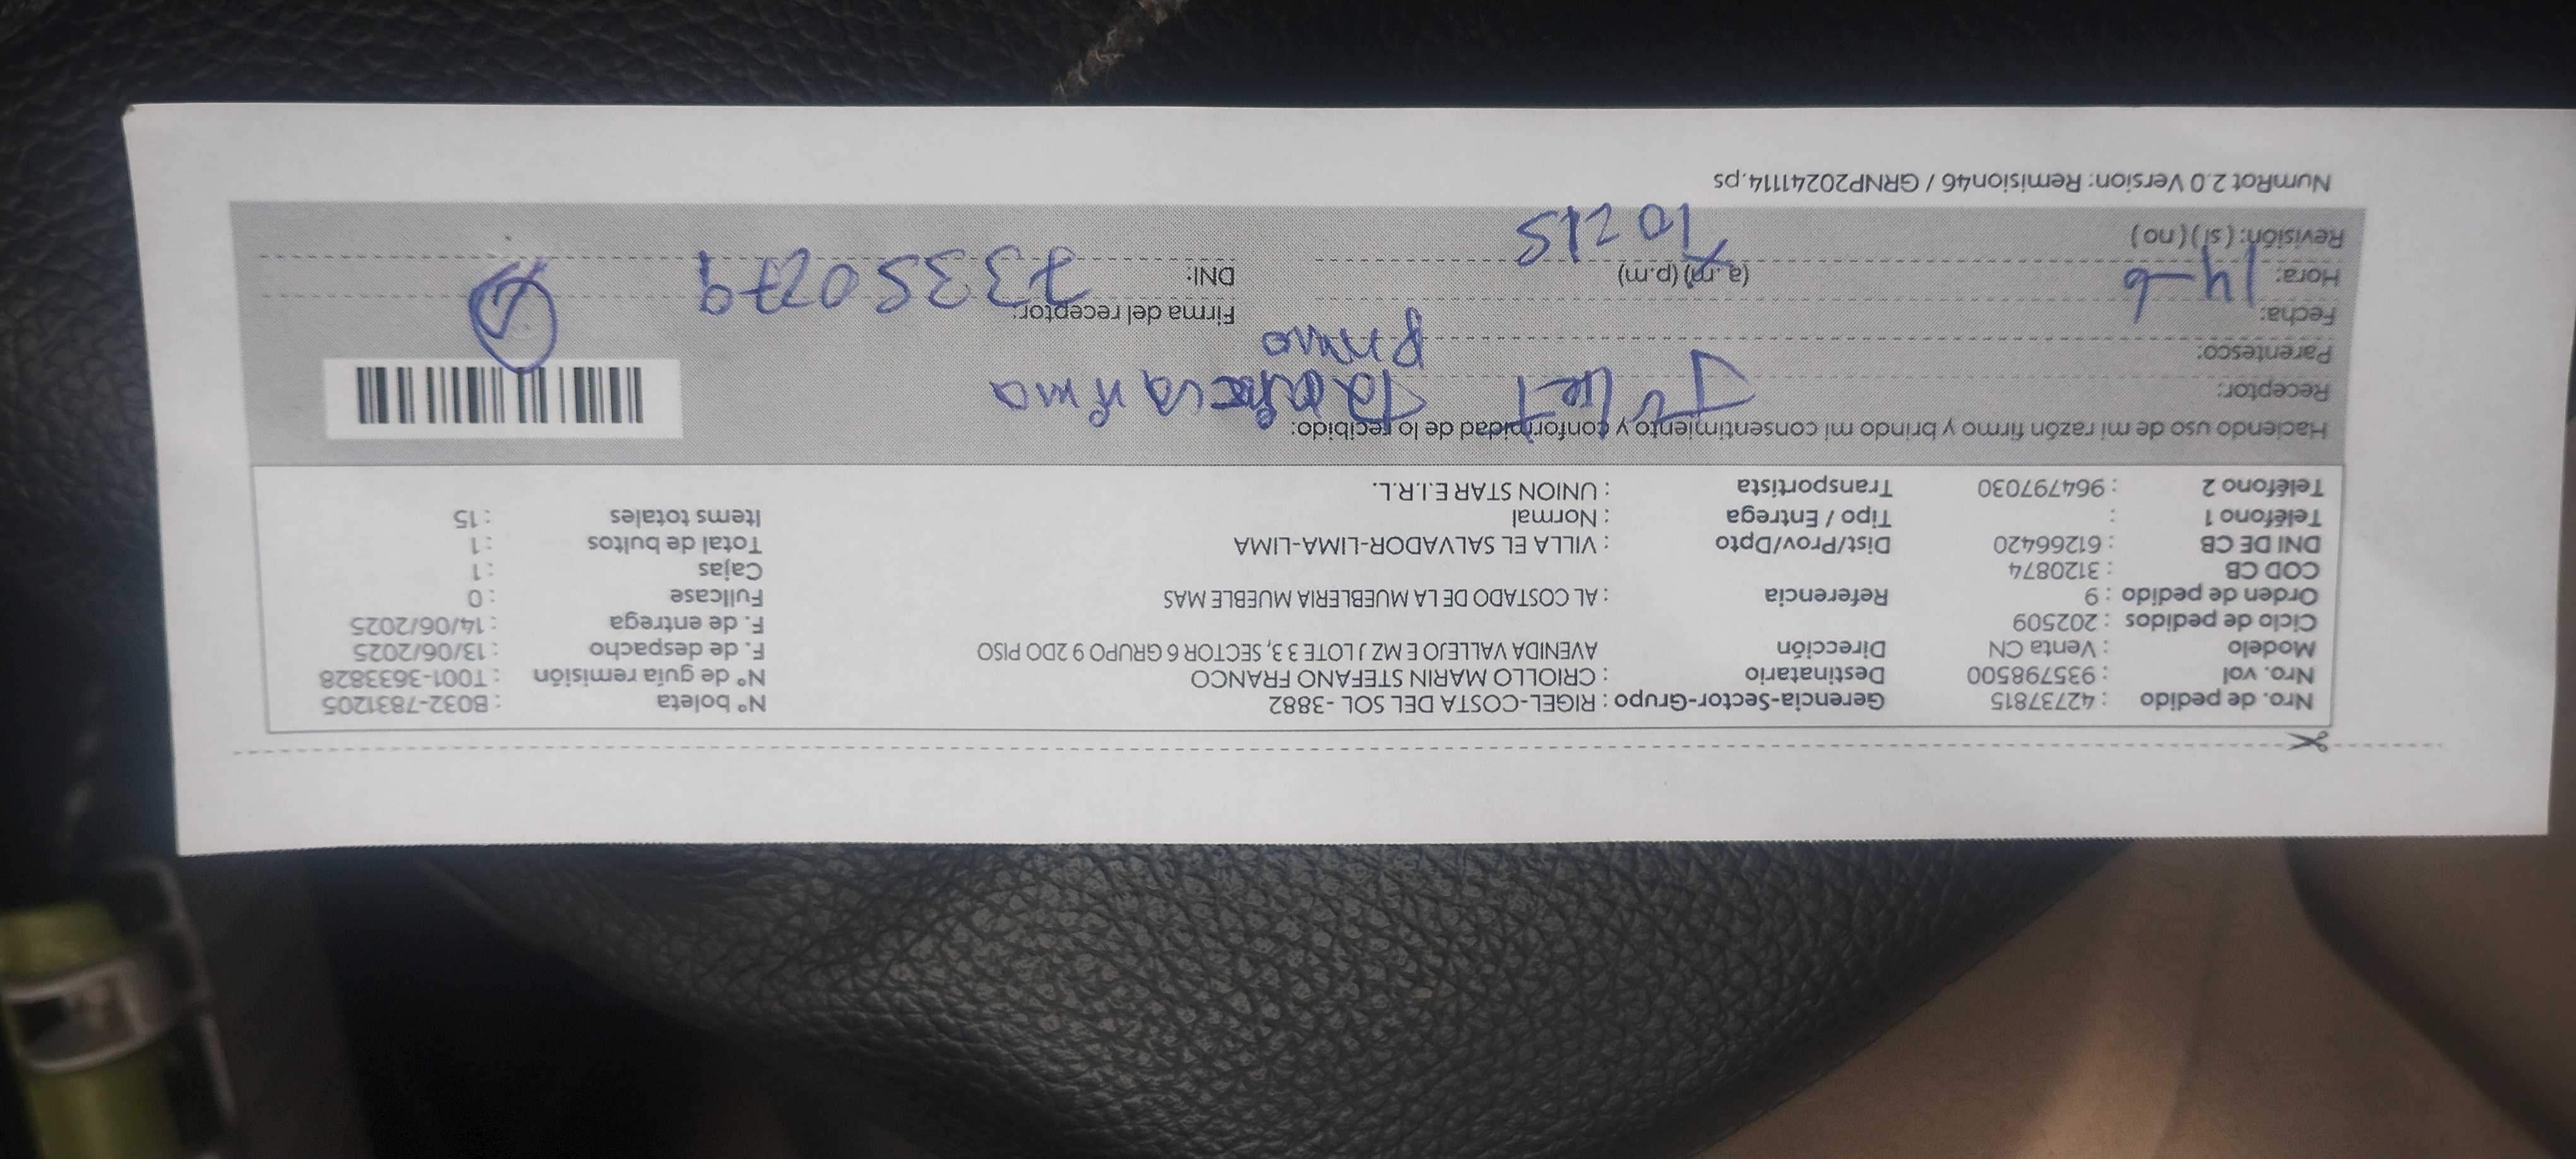 Nro. de pedido : 42737815 Gerencia-Sector-Grupo : RIGEL-COSTA DEL SOL -3882 N° boleta : B032-7831205
Nro. vol : 935798500 Destinatario : CRIOLLO MARIN STEFANO FRANCO N° de guía remisión : T001-3633828
Modelo : Venta CN Dirección AVENIDA VALLEJO E MZ J LOTE 3 3, SECTOR 6 GRUPO 9 2DO PISO F. de despacho : 13/06/2025
Ciclo de pedidos : 202509 F. de entrega : 14/06/2025
Orden de pedido : 9 Referencia : AL COSTADO DE LA MUEBLERIA MUEBLE MAS Fullcase : 0
COD CB : 3120874 Cajas : 1
DNI DE CB : 61266420 Dist/Prov/Dpto : VILLA EL SALVADOR-LIMA-LIMA Total de bultos : 1
Teléfono 1 : Tipo / Entrega : Normal Items totales : 15
Teléfono 2 : 964797030 Transportista : UNION STAR E.I.R.L.
Haciendo uso de mi razón firmo y brindo mi consentimiento y conformidad de lo recibido:
Receptor:
Parentesco: primo
Fecha: 14-6 Firma del receptor:
Hora: (a.m) (p.m) DNI: 73350279
Revisión: (si) (no) 10215
NumRot 2.0 Version: Remision46 / GRNP20241114.ps